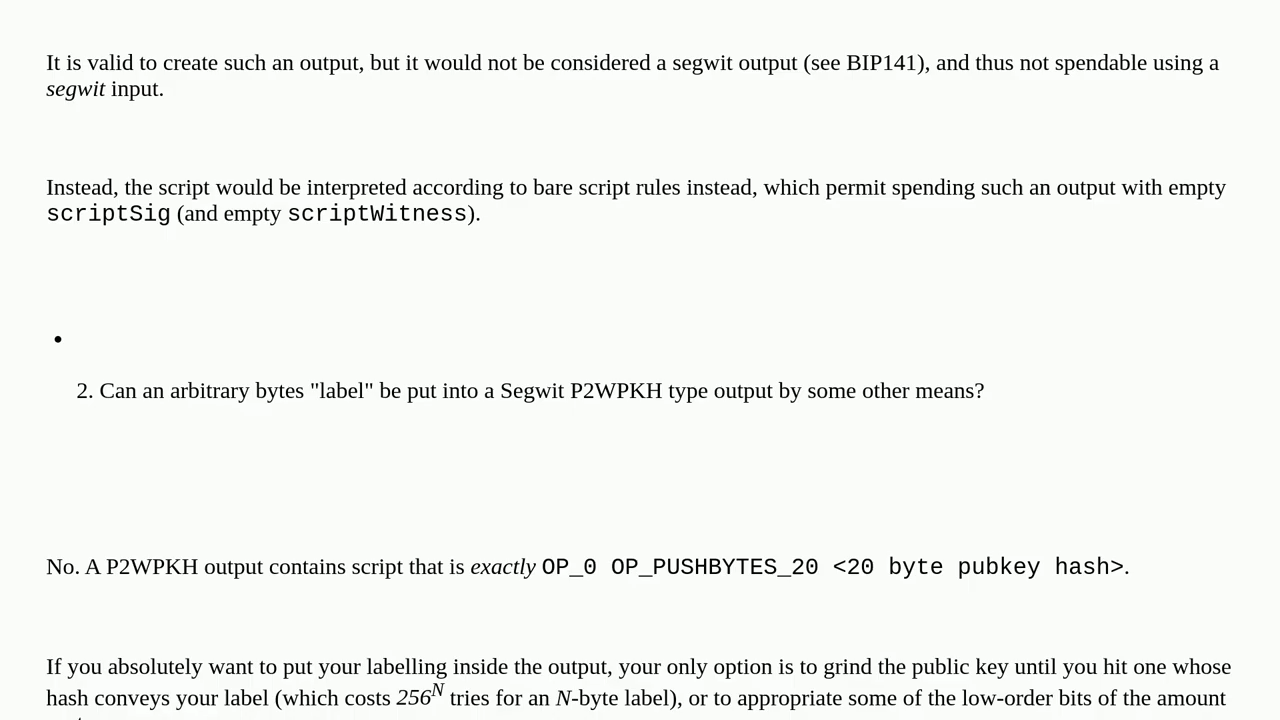 It is valid to create such an output, but it would not be considered a segwit output (see BIP141), and thus not spendable using a
segwit input.
Instead, the script would be interpreted according to bare script rules instead, which permit spending such an output with empty
scriptSig (and empty scriptWitness).
•
2. Can an arbitrary bytes "label" be put into a Segwit P2WPKH type output by some other means?
No. A P2WPKH output contains script that is exactly OP_0 OP_PUSHBYTES_20 <20 byte pubkey hash>.
If you absolutely want to put your labelling inside the output, your only option is to grind the public key until you hit one whose
hash conveys your label (which costs 256^N tries for an N-byte label), or to appropriate some of the low-order bits of the amount